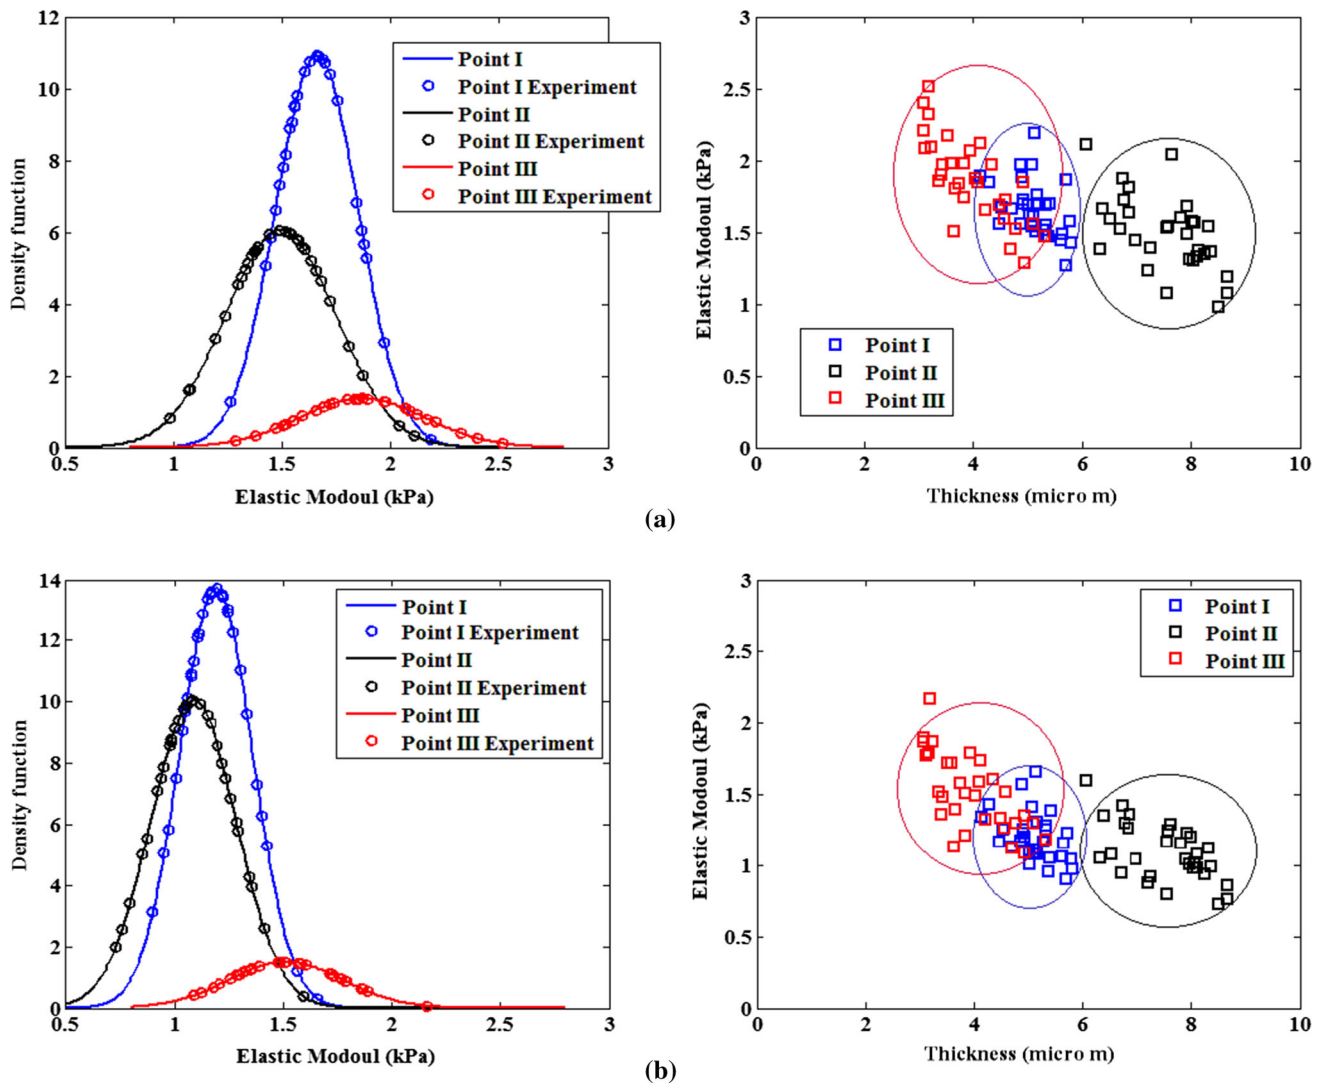 12
10
8
6
4
2
0
0.5
1
1.5
2
2.5
3
Density function
Elastic Modoul (kPa)
Point I
Point I Experiment
Point II
Point II Experiment
Point III
Point III Experiment
3
2.5
2
1.5
1
0.5
0
0
2
4
6
8
10
Elastic Modoul (kPa)
Thickness (micro m)
Point I
Point II
Point III
(a)
14
12
10
8
6
4
2
0
0.5
1
1.5
2
2.5
3
Density function
Elastic Modoul (kPa)
Point I
Point I Experiment
Point II
Point II Experiment
Point III
Point III Experiment
3
2.5
2
1.5
1
0.5
0
0
2
4
6
8
10
Elastic Modoul (kPa)
Thickness (micro m)
Point I
Point II
Point III
(b)